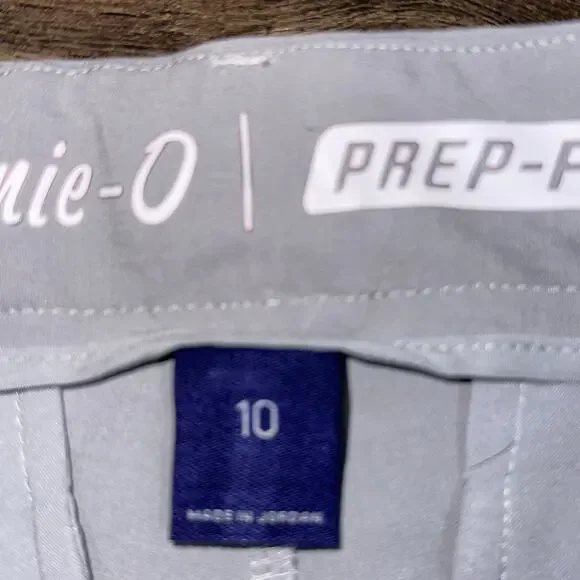 nie-O | PREP-F
10
MADE IN JORDAN